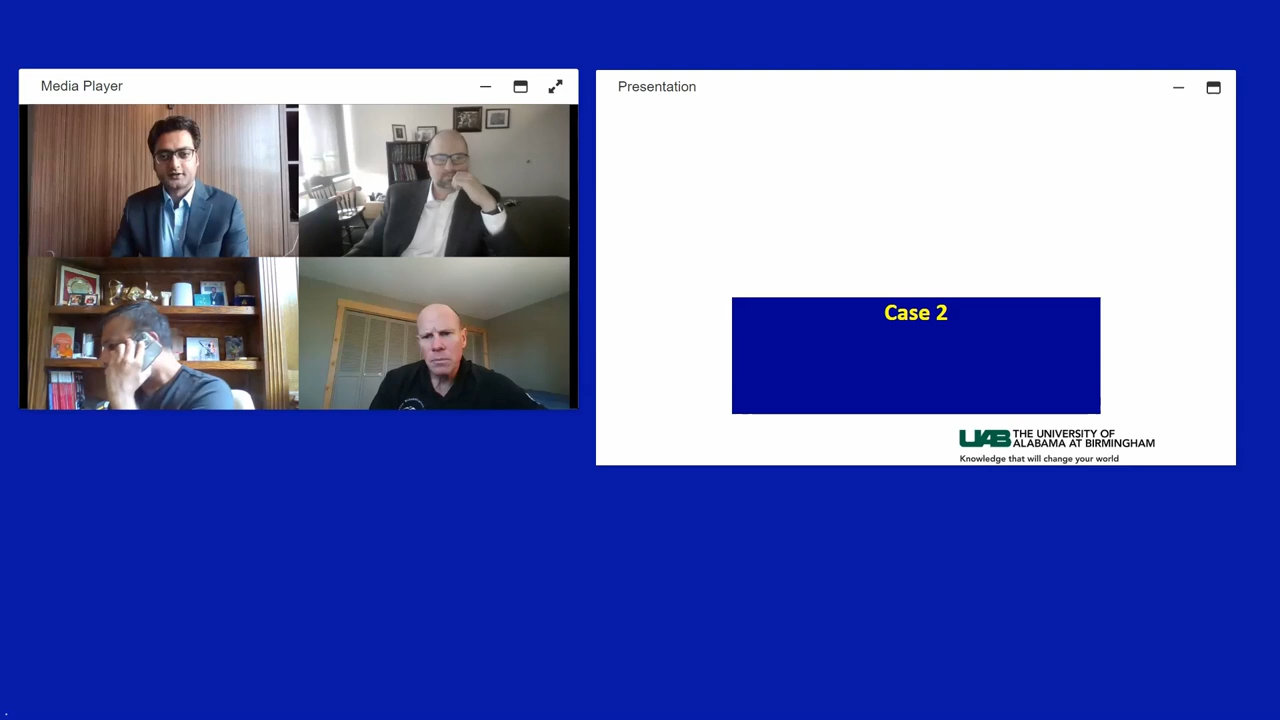 Media Player
Presentation
Case 2
UAB THE UNIVERSITY OF
ALABAMA AT BIRMINGHAM
Knowledge that will change your world